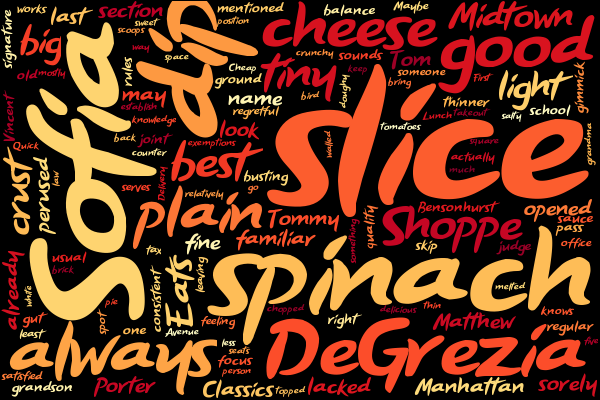 works
last
section
mentioned
balance
Maybe
sweet
position
signature
big
scoops
dip
cheese
Midtown
way
space
crunchy
sounds
Tom
good
old
mostly
rules
Cheap
tiny
keep
someone
First
gimmick
Sofia
may
ground
bring
light
establish
name
bird
doughy
thinner
knowledge
regretful
slice
Lunch
Takeout
salty
school
Vincent
back
joint
look
tomatoes
grandma
Quick
counter
exemptions
walled
square
crust
perused
law
best
busting
actually
much
serves
Delivery
relatively
go
plain
Tommy
quality
Bensonhurst
opened
sauce
Shoppe
pass
fine
familiar
something
skip
judge
office
already
usual
tax
Eats
leaving
spinach
brick
white
consistent
melted
gut
pie
chopped
delicious
thin
knows
spot
Avenue
feeling
right
Matthew
regular
least
one
always
less
seats
DeGrezia
five
focus
person
satisfied
grandson
Porter
Classics
topped
lacked
Manhattan
sorely